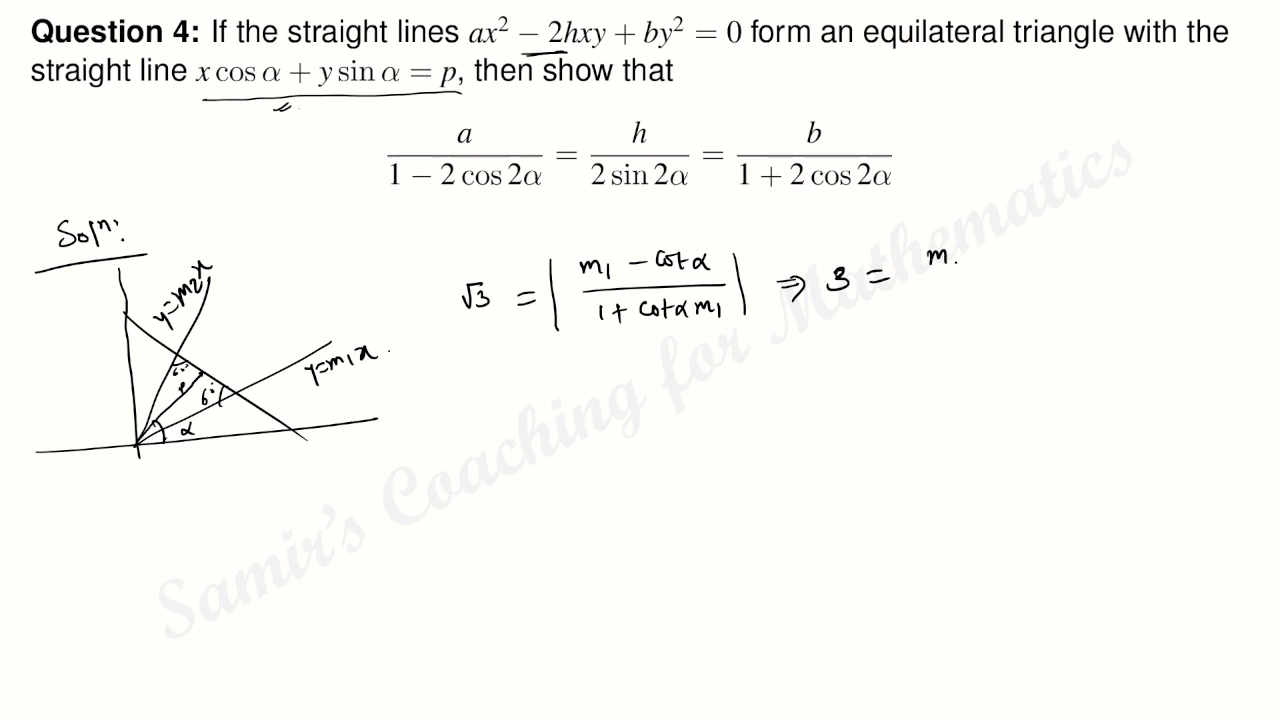 Question 4: If the straight lines ax² − 2hxy + by² = 0 form an equilateral triangle with the
straight line x cos α + y sin α = p, then show that
a/(1 − 2 cos 2α) = h/(2 sin 2α) = b/(1 + 2 cos 2α)
Solⁿ:
y=m₂x
√3 = |(m₁ − cot α)/(1 + cot α m₁)| ⇒ 3 = m.
y=m₁x
60°
P
60°
α
Samir's Coaching for Mathematics